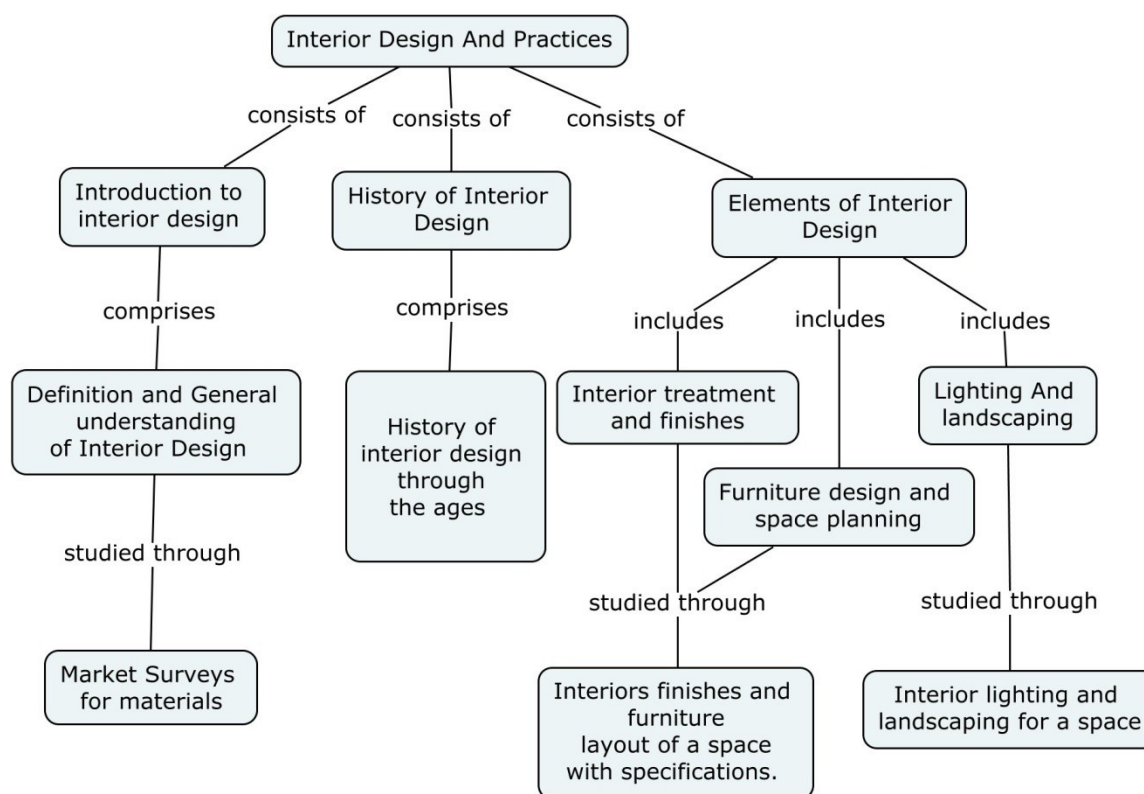 Interior Design And Practices
consists of
consists of
consists of
Introduction to
interior design
History of Interior
Design
Elements of Interior
Design
comprises
comprises
includes
includes
includes
Definition and General
understanding
of Interior Design
History of
interior design
through
the ages
Interior treatment
and finishes
Lighting And
landscaping
Furniture design and
space planning
studied through
studied through
studied through
Market Surveys
for materials
Interiors finishes and
furniture
layout of a space
with specifications.
Interior lighting and
landscaping for a space